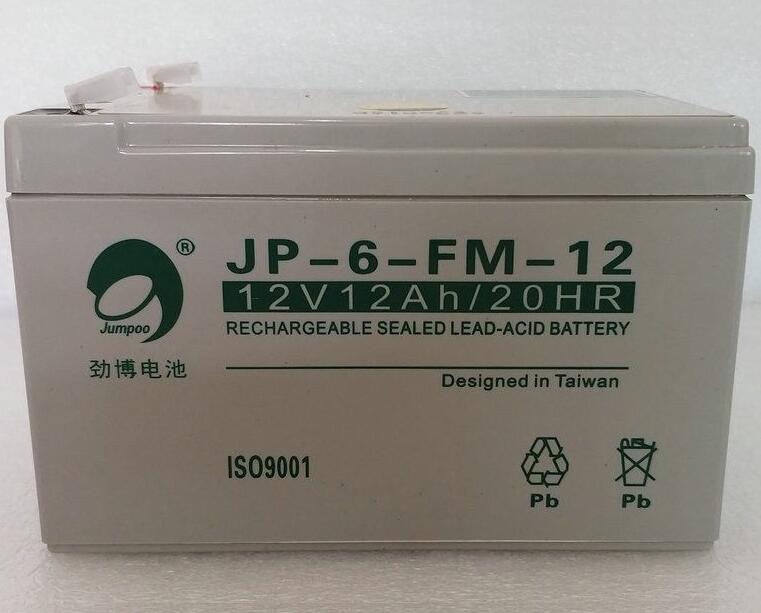 JP-6-FM-12
12V12Ah/20HR
RECHARGEABLE SEALED LEAD-ACID BATTERY
®
Jumpoo
劲博电池
Designed in Taiwan
ISO9001
Pb
Pb